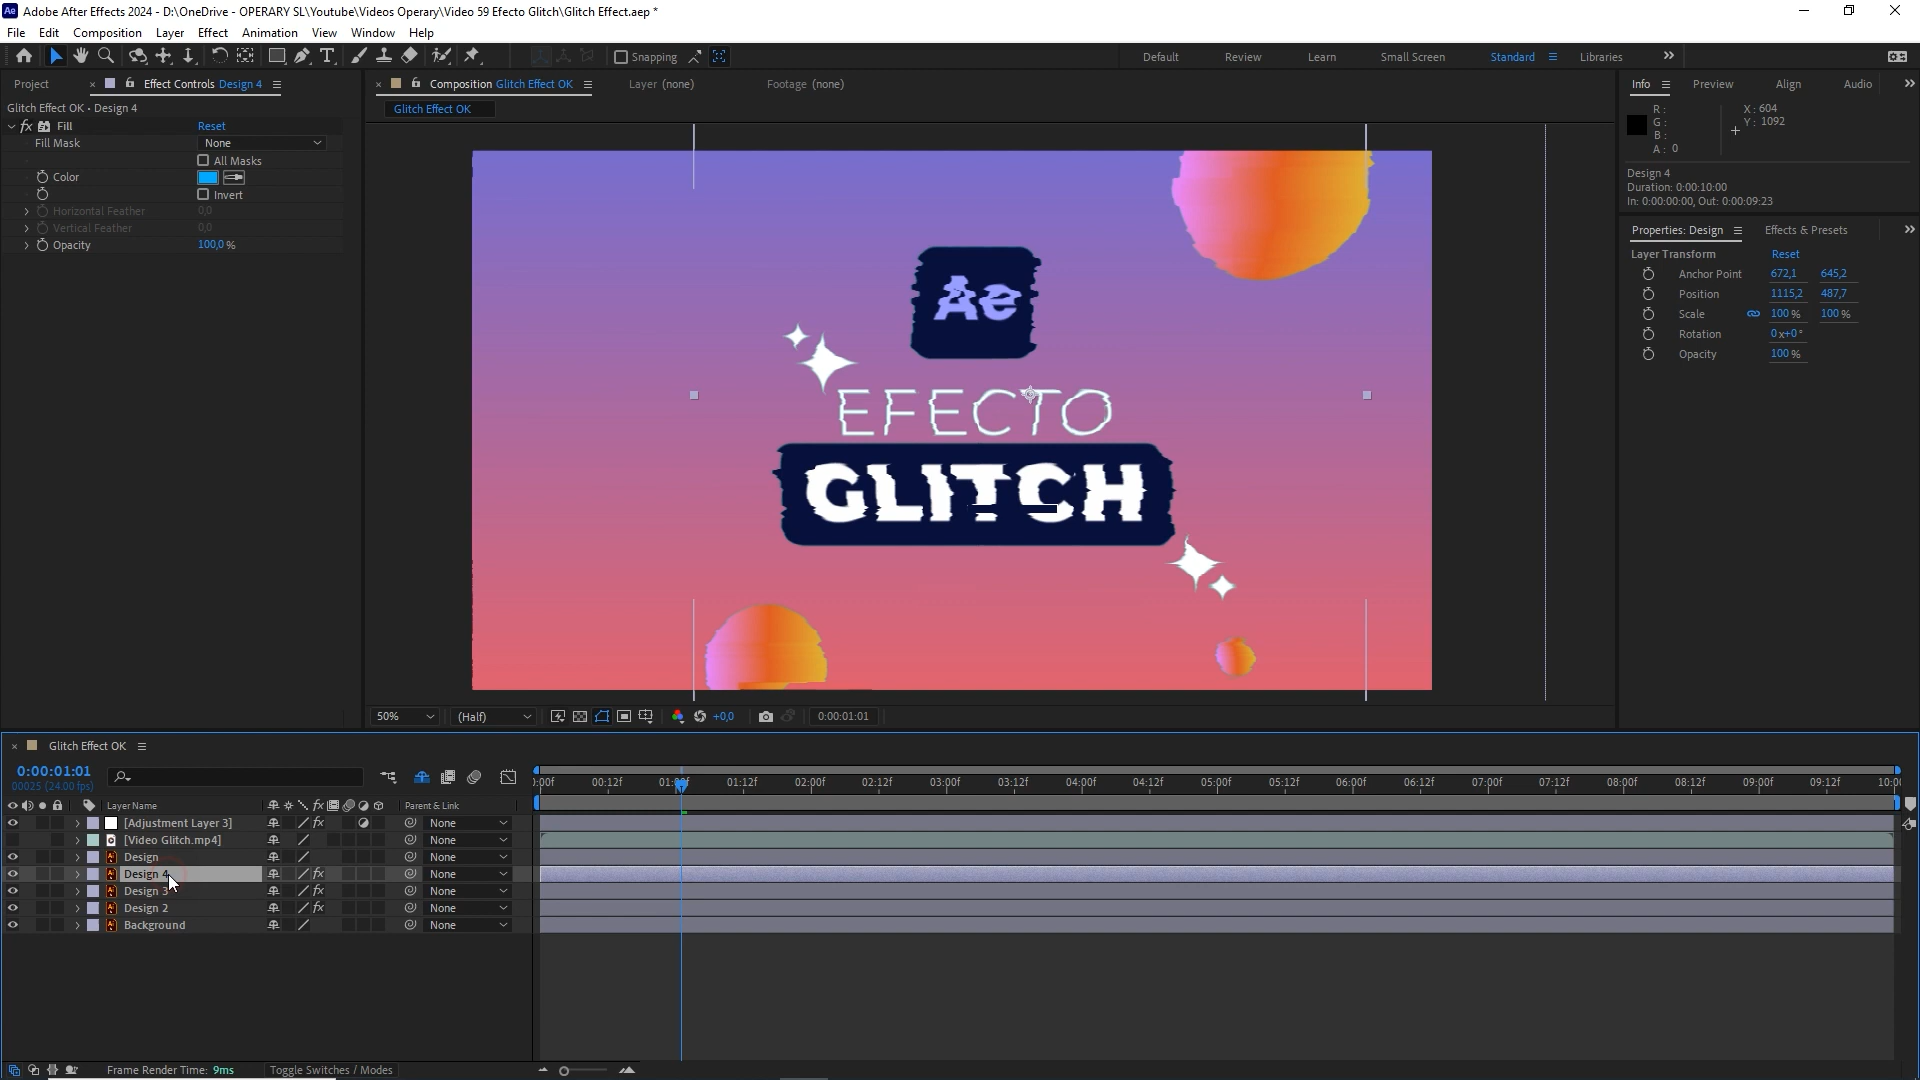 Adobe After Effects 2024 - D:\OneDrive - OPERARY SL\Youtube\Videos Operary\Video 59 Efecto Glitch\Glitch Effect.aep *
File Edit Composition Layer Effect Animation View Window Help
Snapping
Default Review Learn Small Screen Standard Libraries
Project Effect Controls Design 4
Composition Glitch Effect OK Layer (none) Footage (none)
Info Preview Align Audio
Glitch Effect OK • Design 4
Glitch Effect OK
fx Fill Reset
Fill Mask None
All Masks
Color
Invert
Horizontal Feather 0,0
Vertical Feather 0,0
Opacity 100,0 %
R :
G :
B :
A : 0
X : 604
Y : 1092
Design 4
Duration: 0:00:10:00
In: 0:00:00:00, Out: 0:00:09:23
Properties: Design Effects & Presets
Layer Transform Reset
Anchor Point 672,1 645,2
Position 1115,2 487,7
Scale 100 % 100 %
Rotation 0x+0°
Opacity 100 %
Ae
EFECTO
GLITCH
50% (Half) +0,0 0:00:01:01
Glitch Effect OK
0:00:01:01
00025 (24.00 fps)
:00f 00:12f 01:00f 01:12f 02:00f 02:12f 03:00f 03:12f 04:00f 04:12f 05:00f 05:12f 06:00f 06:12f 07:00f 07:12f 08:00f 08:12f 09:00f 09:12f 10:0
Layer Name fx Parent & Link
[Adjustment Layer 3] fx None
[Video Glitch.mp4] None
Design None
Design 4 fx None
Design 3 fx None
Design 2 fx None
Background None
Frame Render Time: 9ms Toggle Switches / Modes